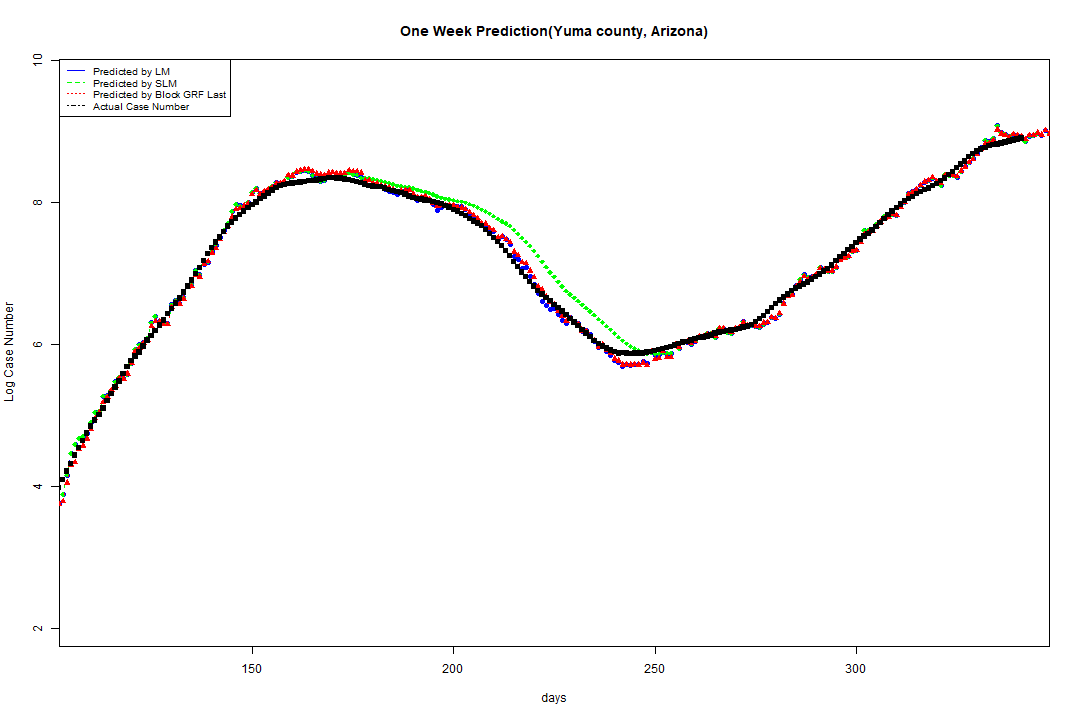 One Week Prediction(Yuma county, Arizona)
Predicted by LM
Predicted by SLM
Predicted by Block GRF Last
Actual Case Number
Log Case Number
10
8
6
4
2
150 200 250 300
days